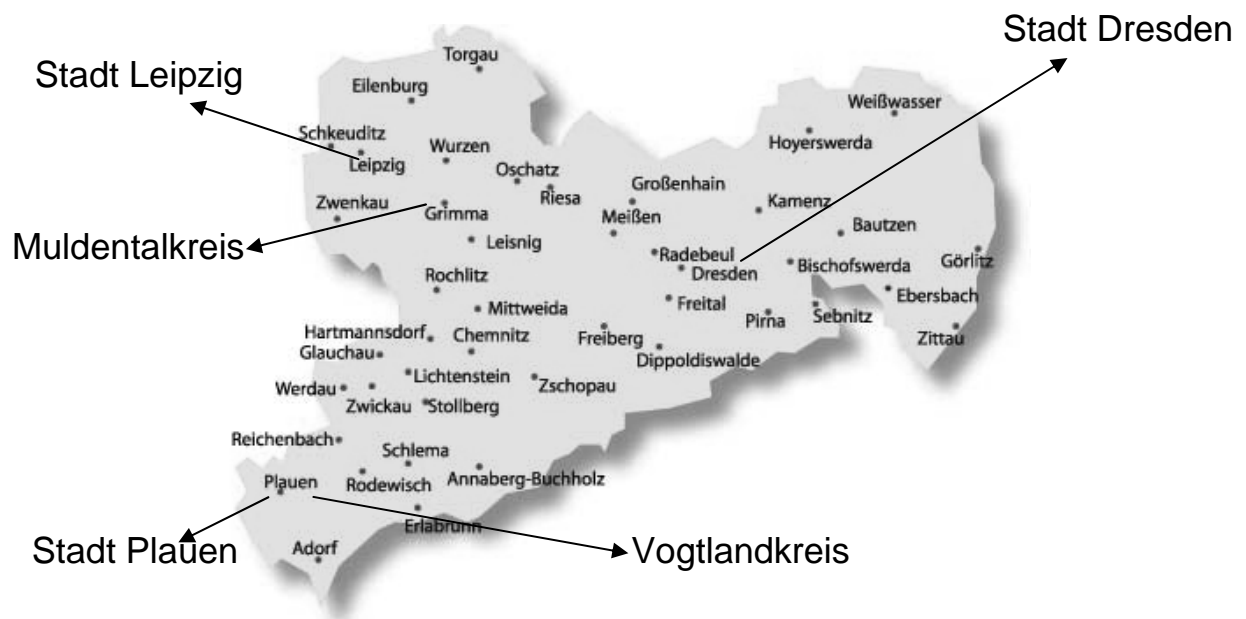 Stadt Dresden
Stadt Leipzig
Torgau
Eilenburg
Weißwasser
Schkeuditz
Hoyerswerda
Leipzig
Wurzen
Oschatz
Riesa
Großenhain
Kamenz
Zwenkau
Grimma
Meißen
Bautzen
Muldentalkreis
Leisnig
Radebeul
Dresden
Bischofswerda
Görlitz
Rochlitz
Ebersbach
Mittweida
Freital
Pirna
Sebnitz
Hartmannsdorf
Chemnitz
Freiberg
Zittau
Glauchau
Dippoldiswalde
Lichtenstein
Zschopau
Werdau
Zwickau
Stollberg
Reichenbach
Schlema
Plauen
Rodewisch
Annaberg-Buchholz
Erlabrunn
Stadt Plauen
Adorf
Vogtlandkreis